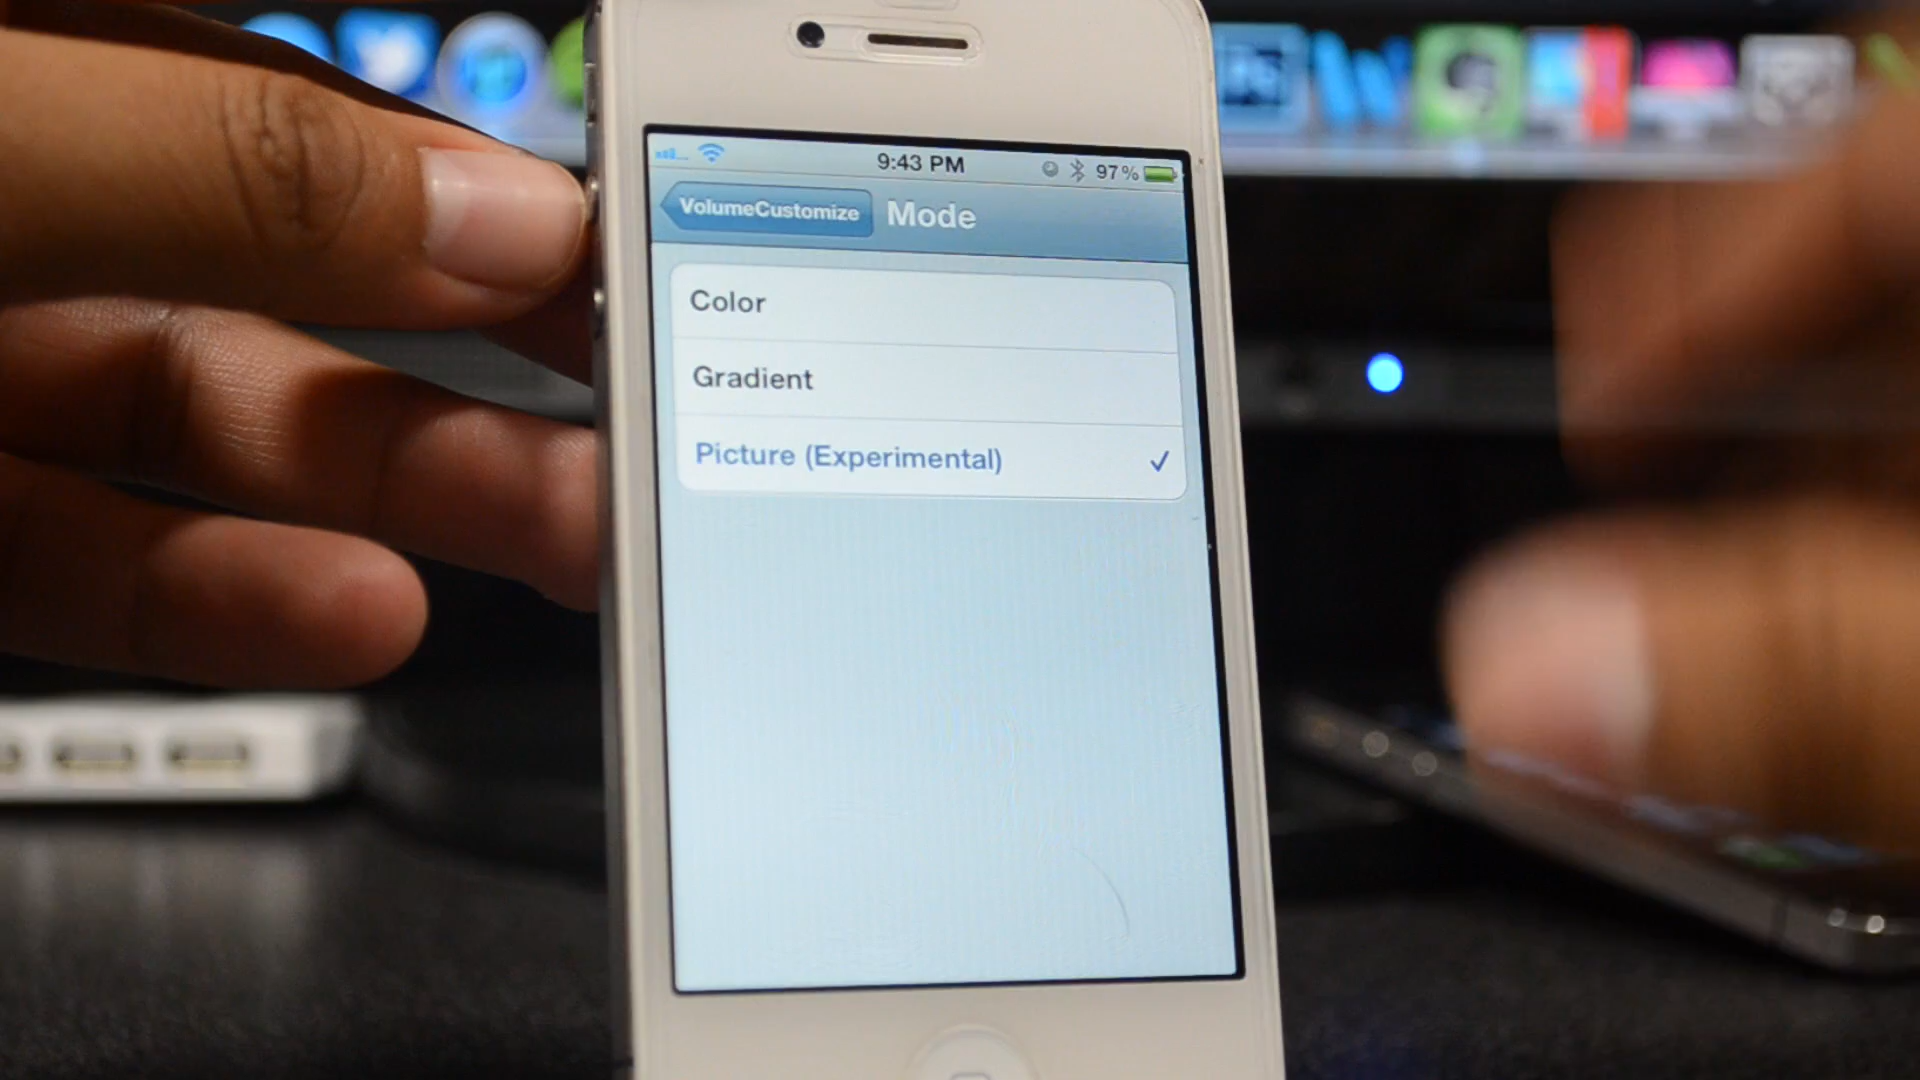 9:43 PM 97%
VolumeCustomize Mode
Color
Gradient
Picture (Experimental)